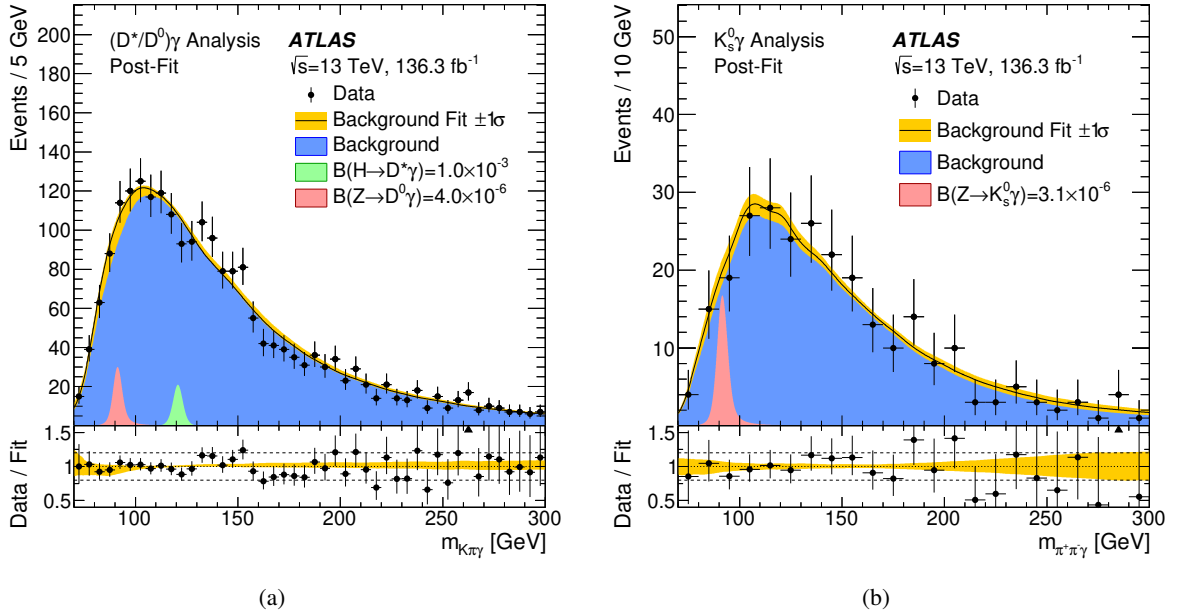 Events / 5 GeV
200
180
160
140
120
100
80
60
40
20
(D*/D⁰)γ Analysis
Post-Fit
ATLAS
√s=13 TeV, 136.3 fb⁻¹
Data
Background Fit ±1σ
Background
B(H→D*γ)=1.0×10⁻³
B(Z→D⁰γ)=4.0×10⁻⁶
Data / Fit
1.5
1
0.5
100 150 200 250 300
m_Kπγ [GeV]
(a)
Events / 10 GeV
50
40
30
20
10
K⁰ₛγ Analysis
Post-Fit
ATLAS
√s=13 TeV, 136.3 fb⁻¹
Data
Background Fit ±1σ
Background
B(Z→K⁰ₛγ)=3.1×10⁻⁶
Data / Fit
1.5
1
0.5
100 150 200 250 300
m_π⁺π⁻γ [GeV]
(b)